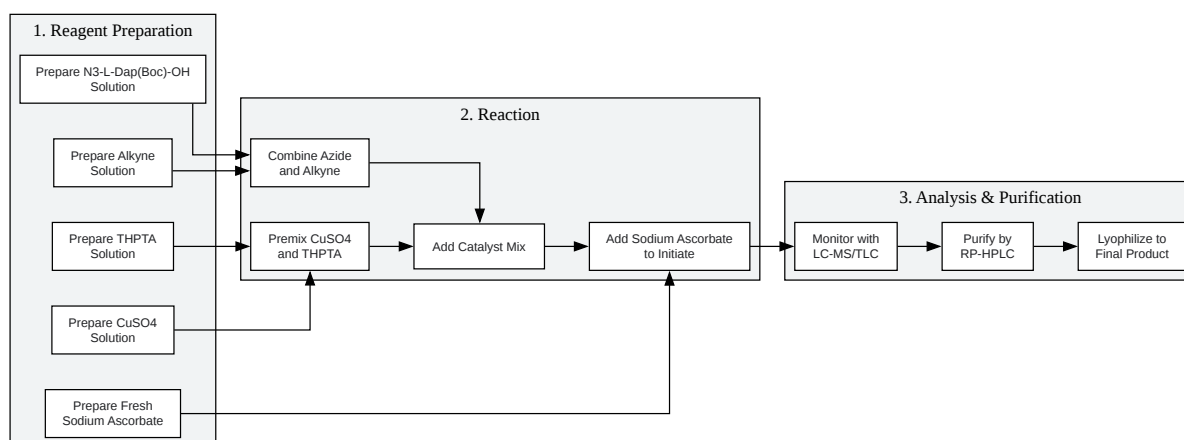 1. Reagent Preparation
Prepare N3-L-Dap(Boc)-OH
Solution
Prepare Alkyne
Solution
Prepare THPTA
Solution
Prepare CuSO4
Solution
Prepare Fresh
Sodium Ascorbate
2. Reaction
Combine Azide
and Alkyne
Premix CuSO4
and THPTA
Add Catalyst Mix
Add Sodium Ascorbate
to Initiate
3. Analysis & Purification
Monitor with
LC-MS/TLC
Purify by
RP-HPLC
Lyophilize to
Final Product